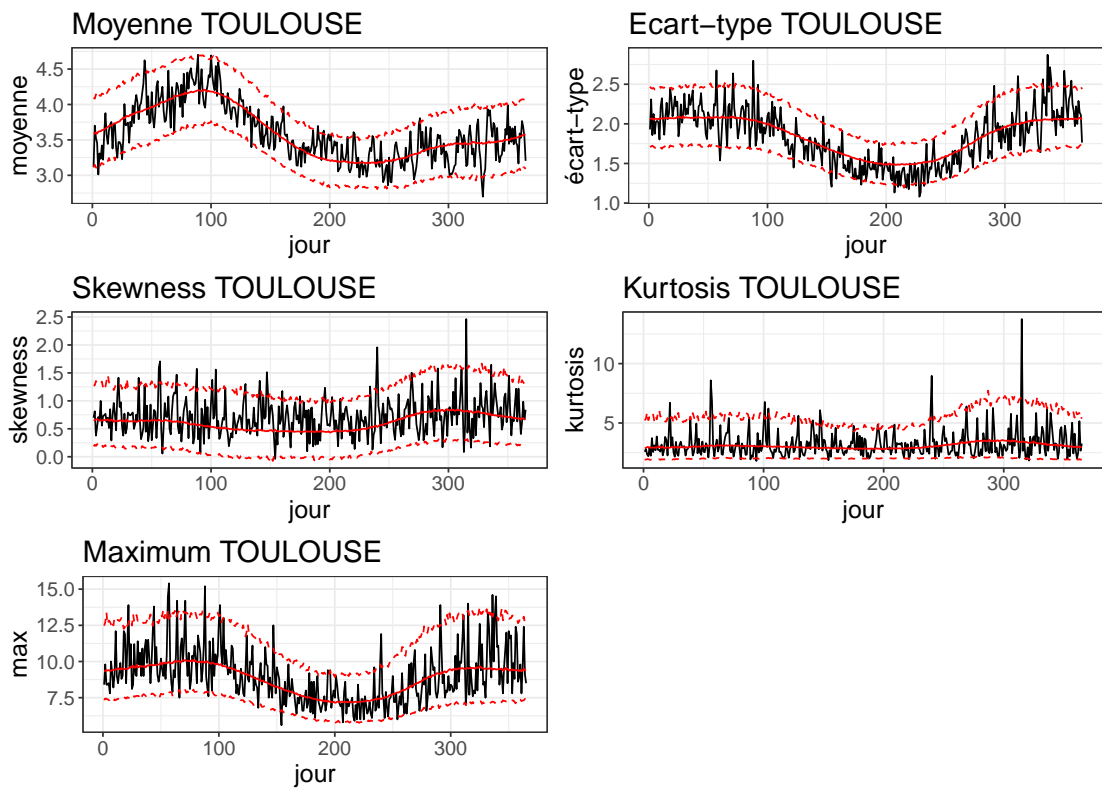 Moyenne TOULOUSE
moyenne
4.5
4.0
3.5
3.0
0 100 200 300
jour
Ecart−type TOULOUSE
écart−type
2.5
2.0
1.5
1.0
0 100 200 300
jour
Skewness TOULOUSE
skewness
2.5
2.0
1.5
1.0
0.5
0.0
0 100 200 300
jour
Kurtosis TOULOUSE
kurtosis
10
5
0 100 200 300
jour
Maximum TOULOUSE
max
15.0
12.5
10.0
7.5
0 100 200 300
jour